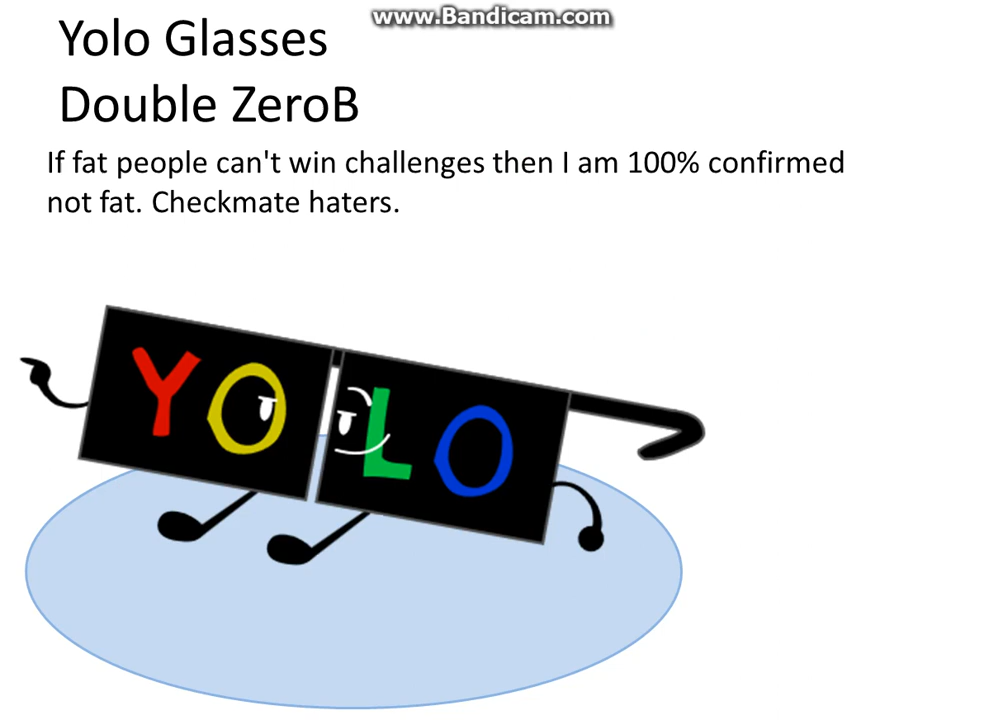 www.Bandicam.com
Yolo Glasses
Double ZeroB
If fat people can't win challenges then I am 100% confirmed
not fat. Checkmate haters.
YOLO